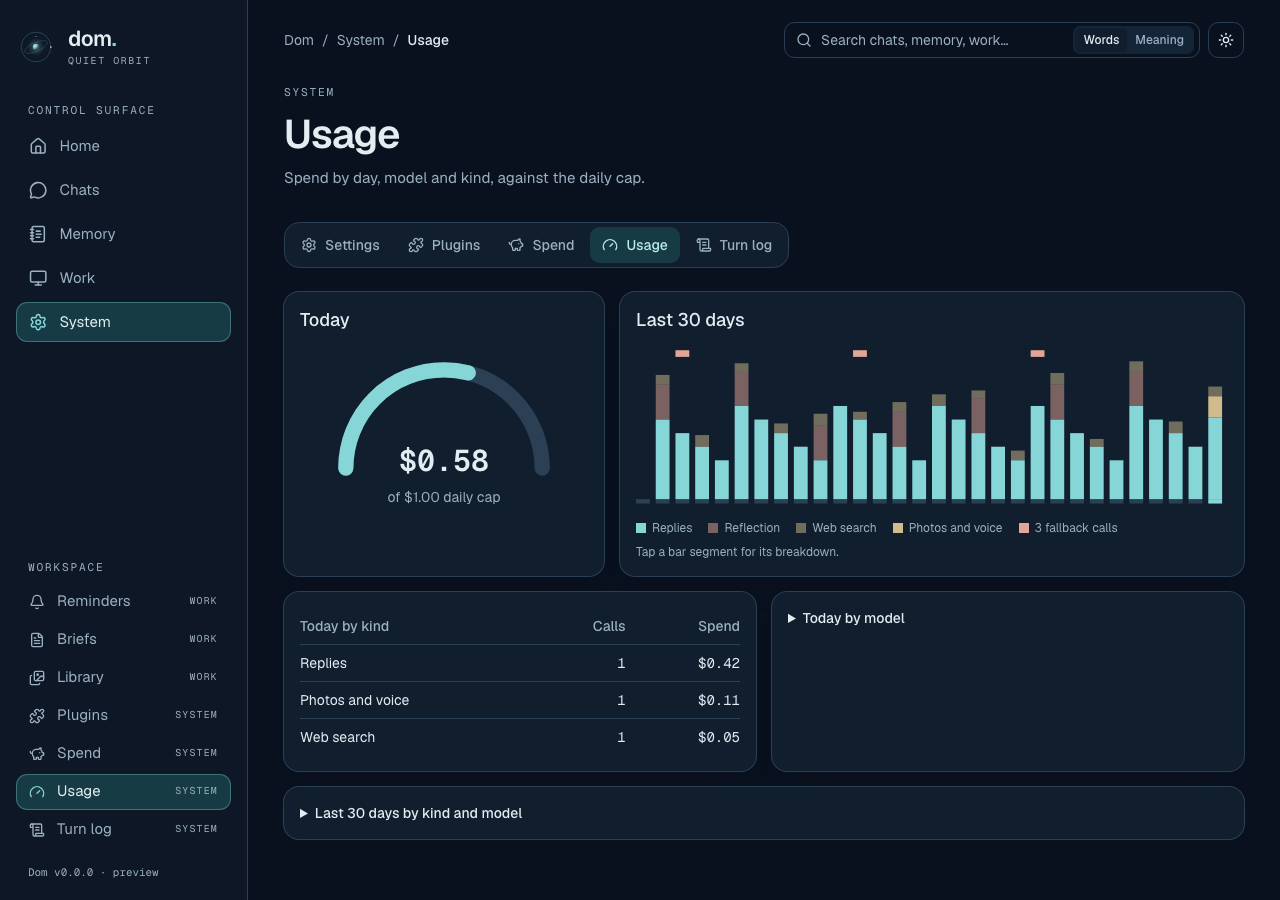 dom.
QUIET ORBIT
CONTROL SURFACE
Home
Chats
Memory
Work
System
WORKSPACE
Reminders WORK
Briefs WORK
Library WORK
Plugins SYSTEM
Spend SYSTEM
Usage SYSTEM
Turn log SYSTEM
Dom v0.0.0 · preview
Dom / System / Usage
Search chats, memory, work…
Words Meaning
SYSTEM
Usage
Spend by day, model and kind, against the daily cap.
Settings Plugins Spend Usage Turn log
Today
$0.58
of $1.00 daily cap
Last 30 days
Replies Reflection Web search Photos and voice 3 fallback calls
Tap a bar segment for its breakdown.
Today by kind Calls Spend
Replies 1 $0.42
Photos and voice 1 $0.11
Web search 1 $0.05
Today by model
Last 30 days by kind and model